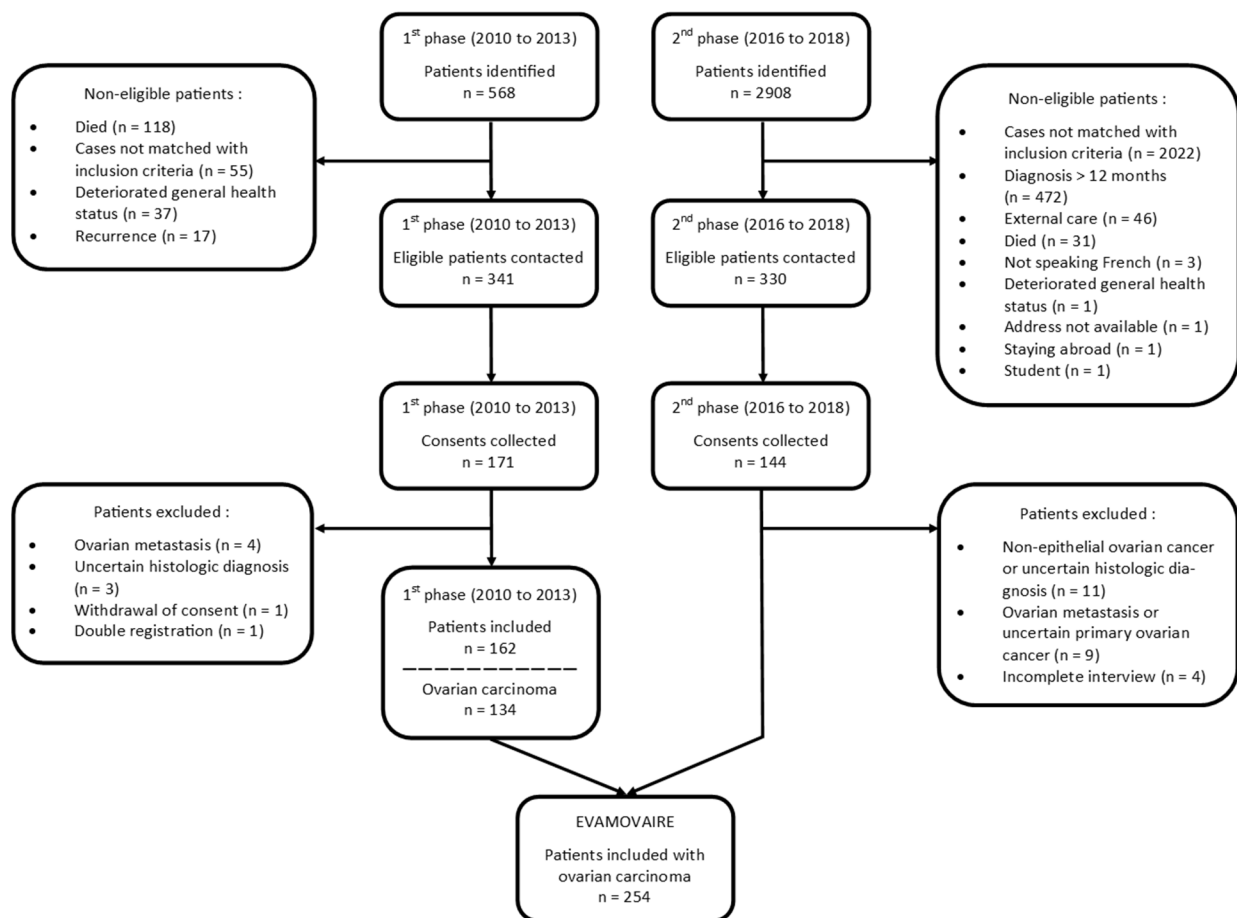 1st phase (2010 to 2013)
Patients identified
n = 568
2nd phase (2016 to 2018)
Patients identified
n = 2908
Non-eligible patients :
• Died (n = 118)
• Cases not matched with
inclusion criteria (n = 55)
• Deteriorated general health
status (n = 37)
• Recurrence (n = 17)
Non-eligible patients :
• Cases not matched with
inclusion criteria (n = 2022)
• Diagnosis > 12 months
(n = 472)
• External care (n = 46)
• Died (n = 31)
• Not speaking French (n = 3)
• Deteriorated general health
status (n = 1)
• Address not available (n = 1)
• Staying abroad (n = 1)
• Student (n = 1)
1st phase (2010 to 2013)
Eligible patients contacted
n = 341
2nd phase (2016 to 2018)
Eligible patients contacted
n = 330
1st phase (2010 to 2013)
Consents collected
n = 171
2nd phase (2016 to 2018)
Consents collected
n = 144
Patients excluded :
• Ovarian metastasis (n = 4)
• Uncertain histologic diagnosis
(n = 3)
• Withdrawal of consent (n = 1)
• Double registration (n = 1)
Patients excluded :
• Non-epithelial ovarian cancer
or uncertain histologic dia-
gnosis (n = 11)
• Ovarian metastasis or
uncertain primary ovarian
cancer (n = 9)
• Incomplete interview (n = 4)
1st phase (2010 to 2013)
Patients included
n = 162
Ovarian carcinoma
n = 134
EVAMOVAIRE
Patients included with
ovarian carcinoma
n = 254